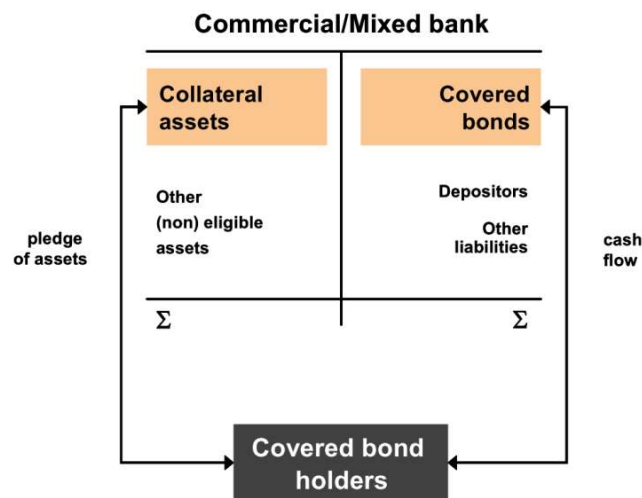 Commercial/Mixed bank
Collateral
assets
Covered
bonds
Other
(non) eligible
assets
Depositors
Other
liabilities
pledge
of assets
cash
flow
Σ
Σ
Covered bond
holders